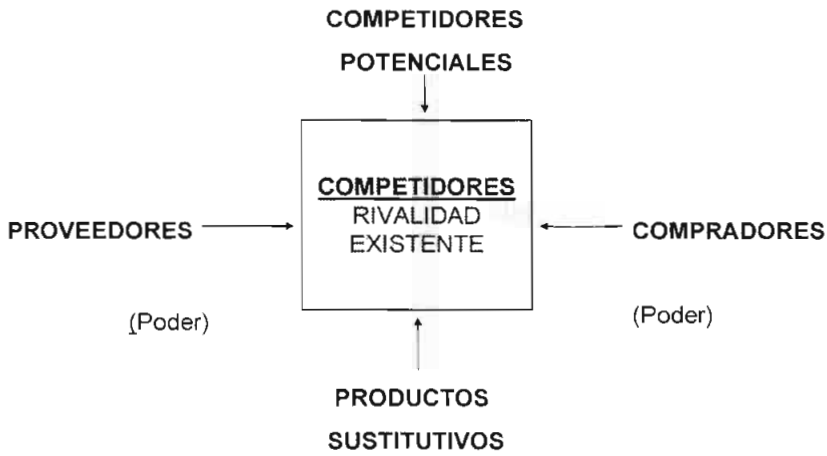 COMPETIDORES
POTENCIALES
COMPETIDORES
RIVALIDAD
EXISTENTE
PROVEEDORES
COMPRADORES
(Poder)
(Poder)
PRODUCTOS
SUSTITUTIVOS